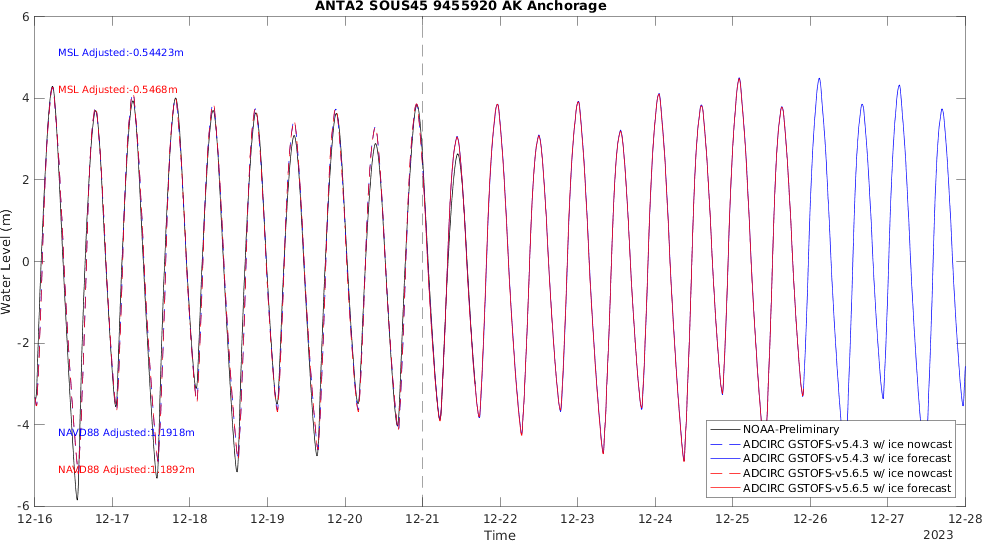 ANTA2 SOUS45 9455920 AK Anchorage
6
MSL Adjusted:-0.54423m
MSL Adjusted:-0.5468m
4
2
0
-2
-4
-6
Water Level (m)
NAVD88 Adjusted:1.1918m
NAVD88 Adjusted:1.1892m
NOAA-Preliminary
ADCIRC GSTOFS-v5.4.3 w/ ice nowcast
ADCIRC GSTOFS-v5.4.3 w/ ice forecast
ADCIRC GSTOFS-v5.6.5 w/ ice nowcast
ADCIRC GSTOFS-v5.6.5 w/ ice forecast
12-16 12-17 12-18 12-19 12-20 12-21 12-22 12-23 12-24 12-25 12-26 12-27 12-28
Time
2023